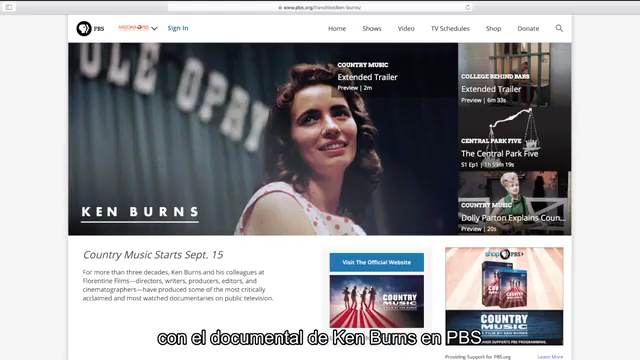 www.pbs.org/franchise/ken-burns/
PBS
ARIZONA PBS
Sign In
Home
Shows
Video
TV Schedules
Shop
Donate
OLE OPRY
KEN BURNS
COUNTRY MUSIC
Extended Trailer
Preview | 2m
COLLEGE BEHIND BARS
Extended Trailer
Preview | 6m 33s
CENTRAL PARK FIVE
The Central Park Five
S1 Ep1 | 1h 59m 19s
COUNTRY MUSIC
Dolly Parton Explains Coun...
Preview | 20s
Country Music Starts Sept. 15
For more than three decades, Ken Burns and his colleagues at
Florentine Films—directors, writers, producers, editors, and
cinematographers—have produced some of the most critically
acclaimed and most watched documentaries on public television.
Visit The Official Website
COUNTRY
MUSIC
shop PBS
COUNTRY
MUSIC
A FILM BY KEN BURNS
Providing Support for PBS.org
Learn More
con el documental de Ken Burns en PBS